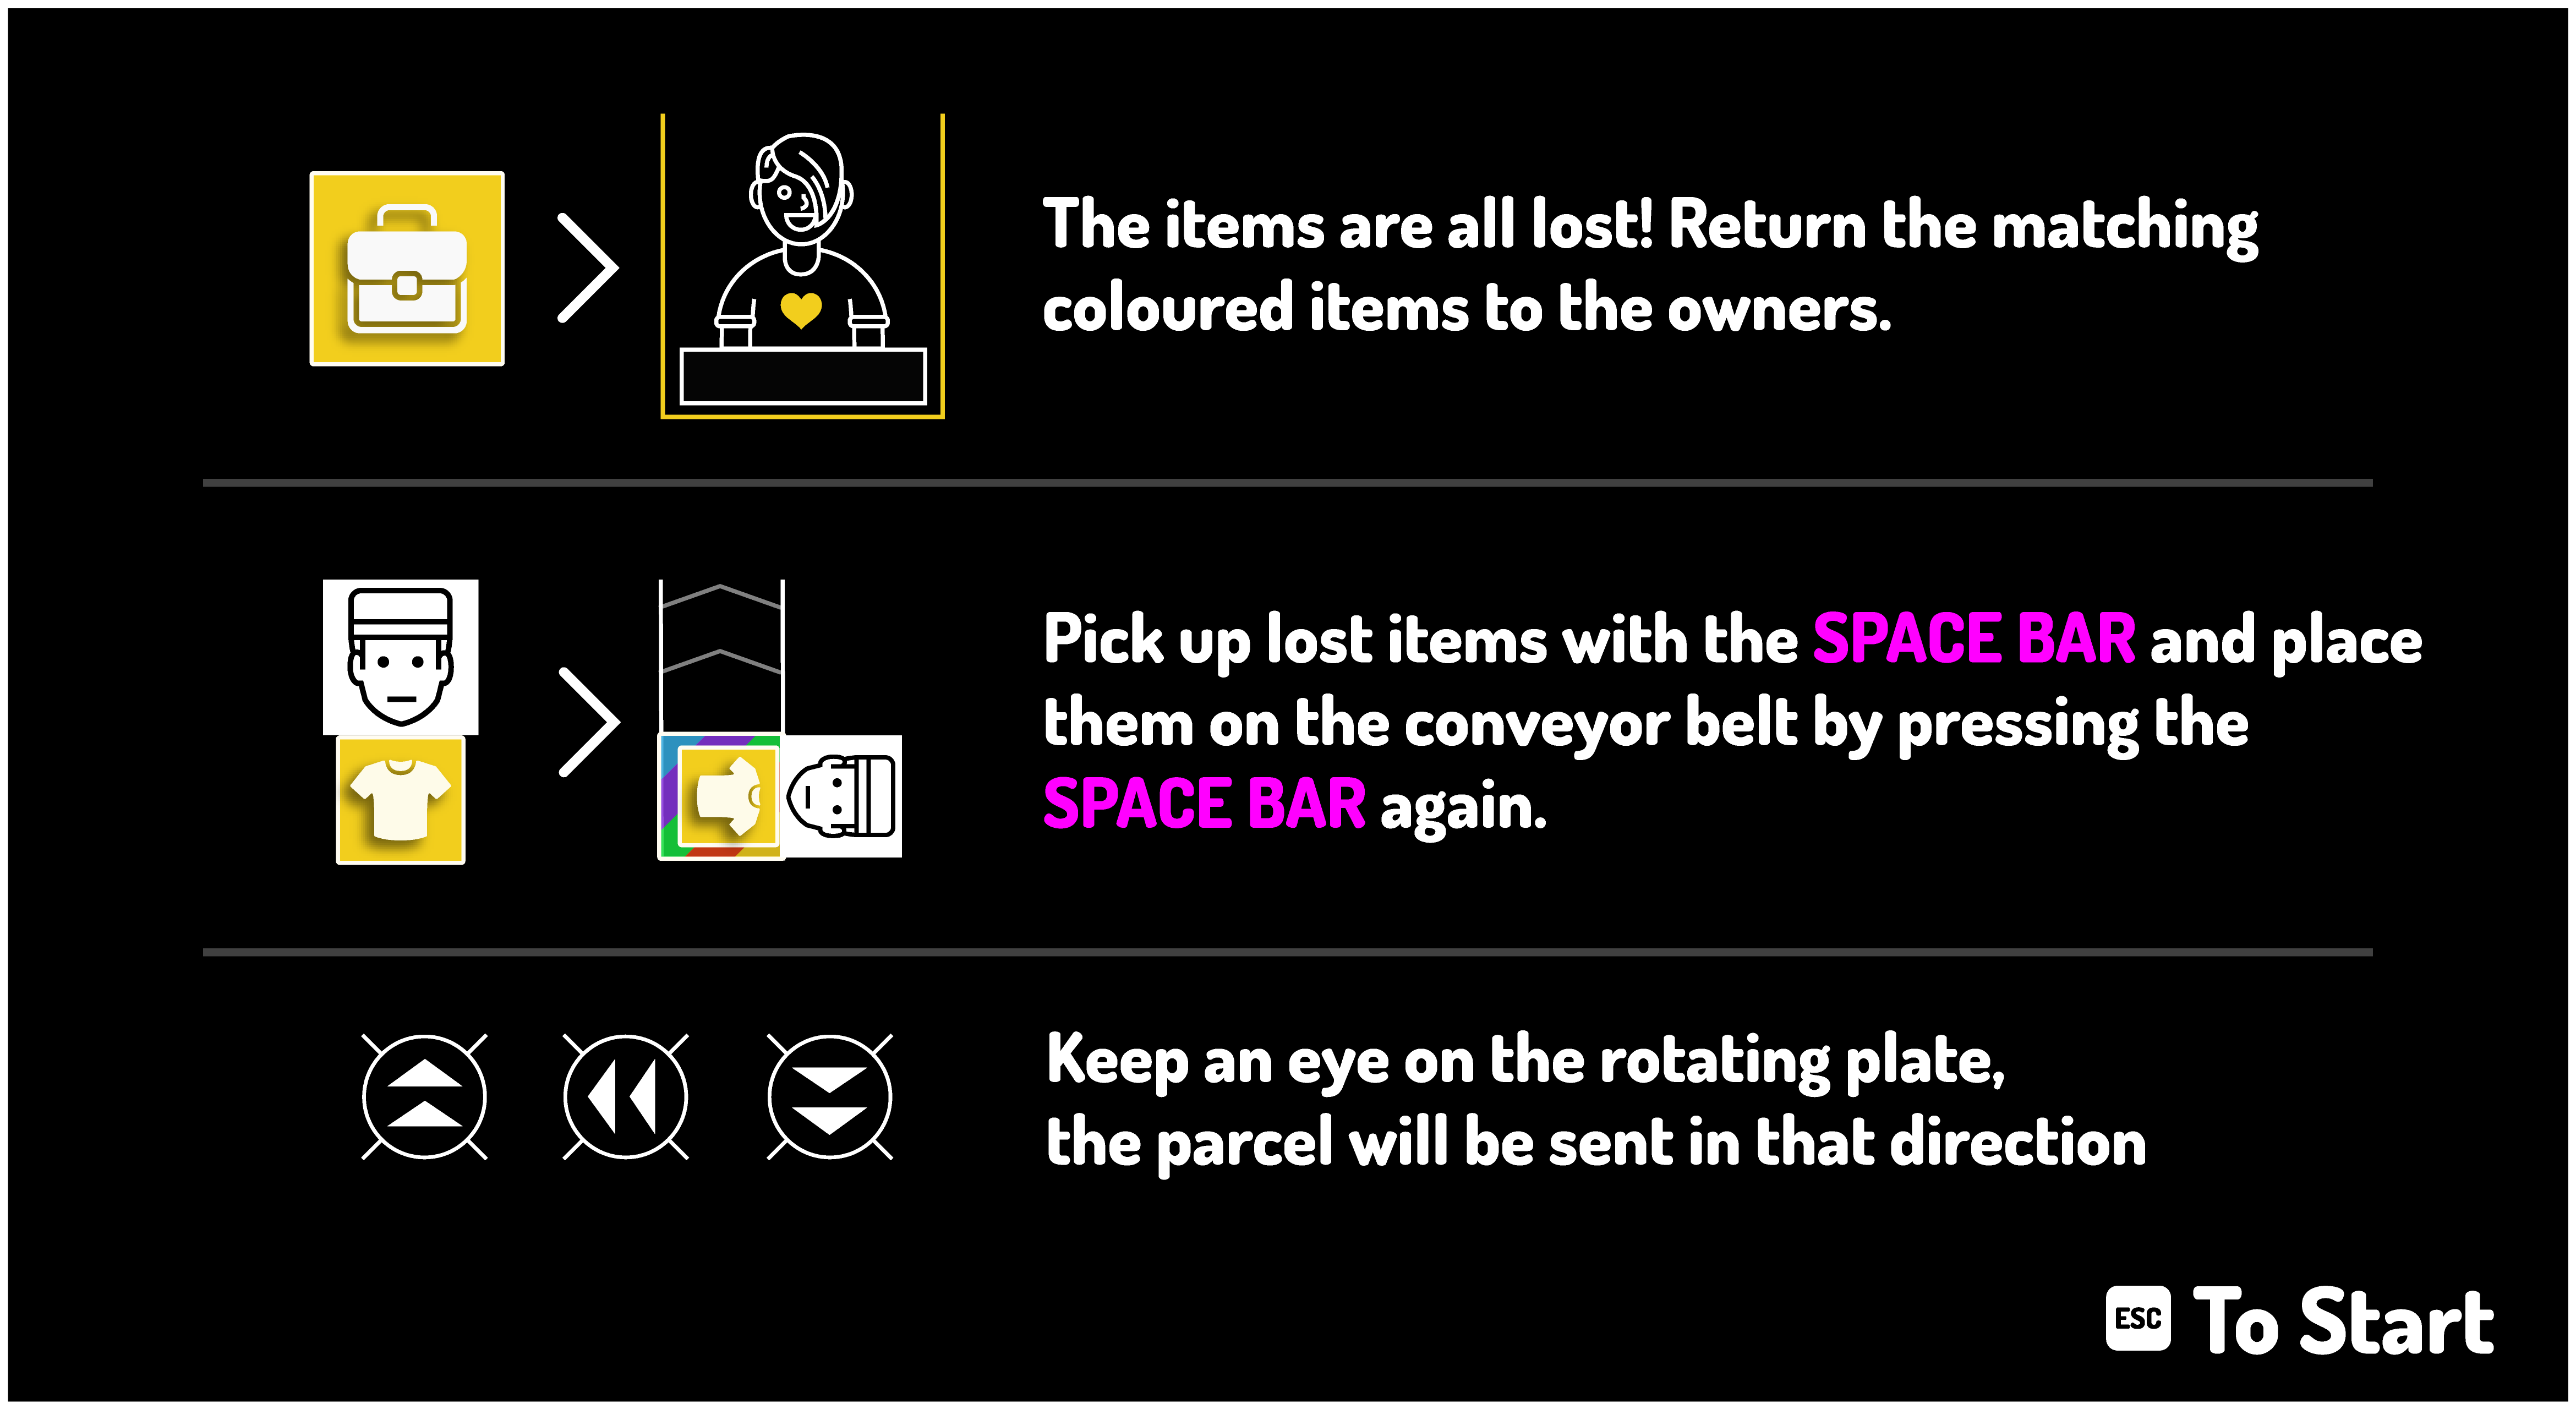 The items are all lost! Return the matching
coloured items to the owners.
Pick up lost items with the SPACE BAR and place
them on the conveyor belt by pressing the
SPACE BAR again.
Keep an eye on the rotating plate,
the parcel will be sent in that direction
ESC To Start